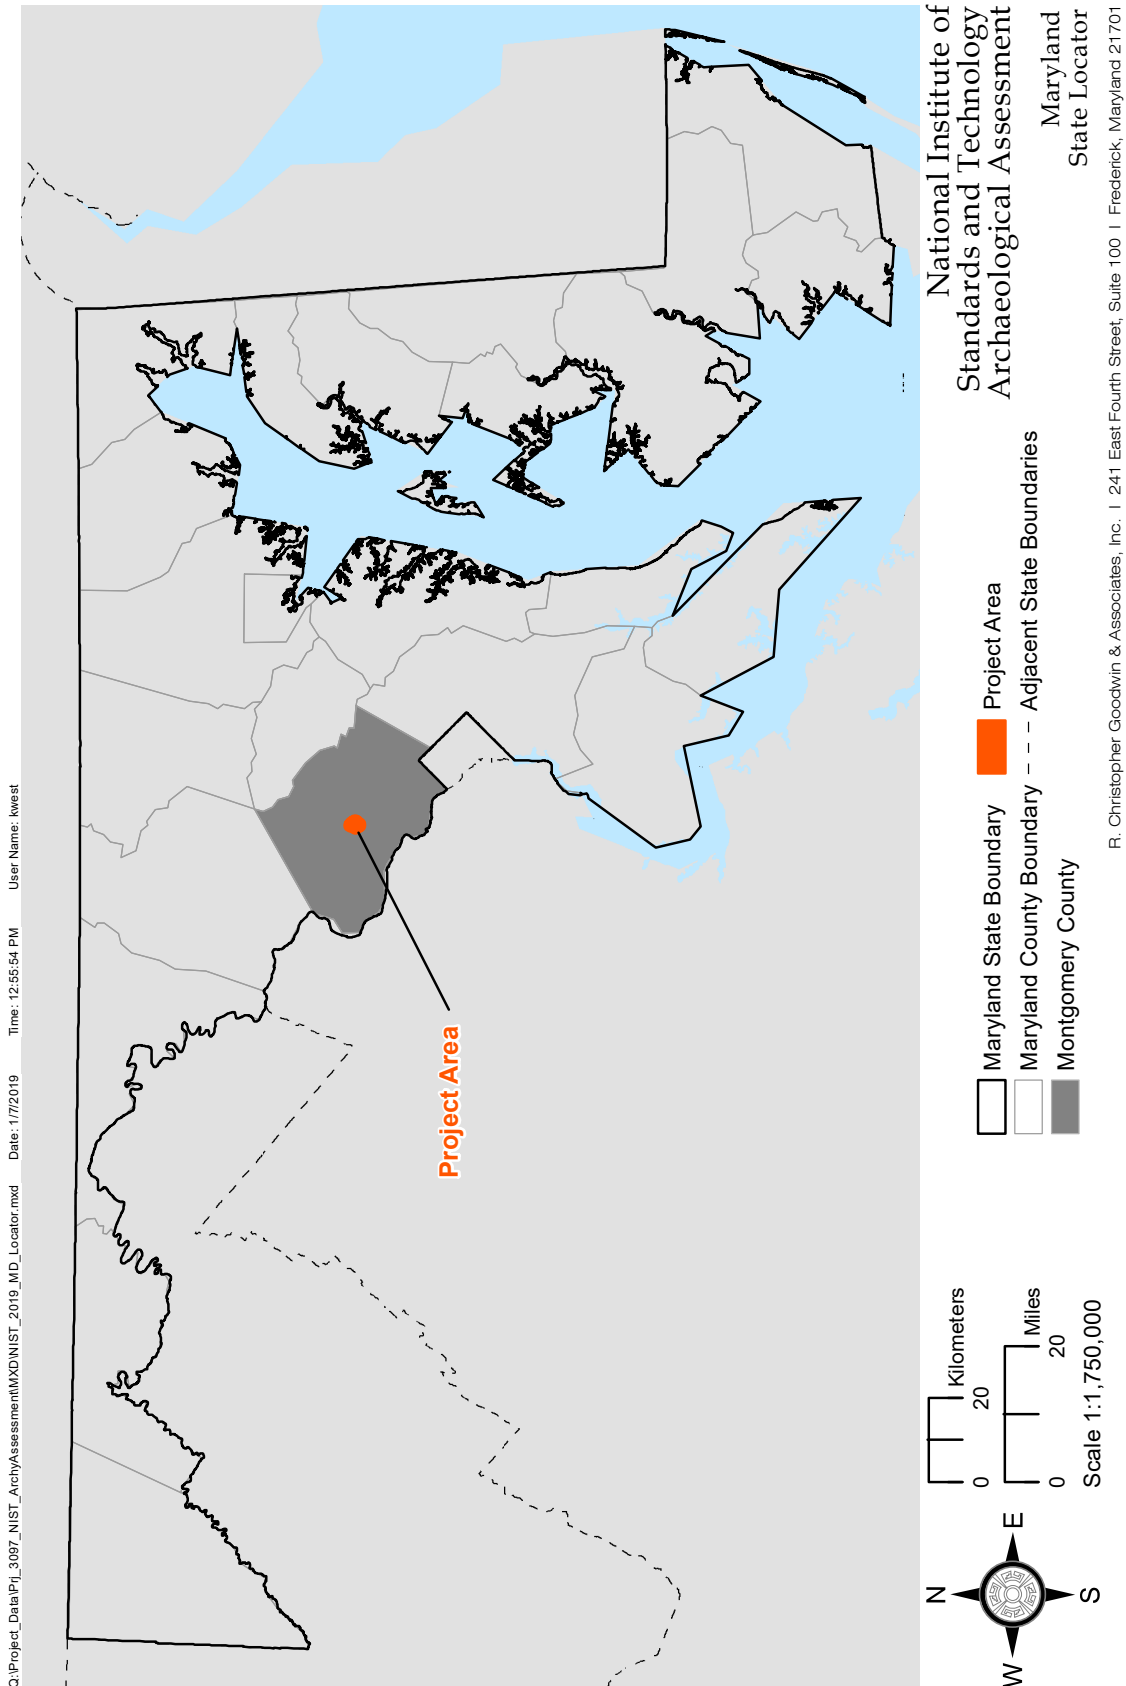 Q:\Project_Data\Prj_3097_NIST_ArchyAssessment\MXD\NIST_2019_MD_Locator.mxd Date: 1/7/2019 Time: 12:55:54 PM User Name: kwest
Project Area
N
W
E
S
0 20 Kilometers
0 20 Miles
Scale 1:1,750,000
Maryland State Boundary
Maryland County Boundary
Montgomery County
Project Area
Adjacent State Boundaries
National Institute of
Standards and Technology
Archaeological Assessment
Maryland
State Locator
R. Christopher Goodwin & Associates, Inc. I 241 East Fourth Street, Suite 100 I Frederick, Maryland 21701